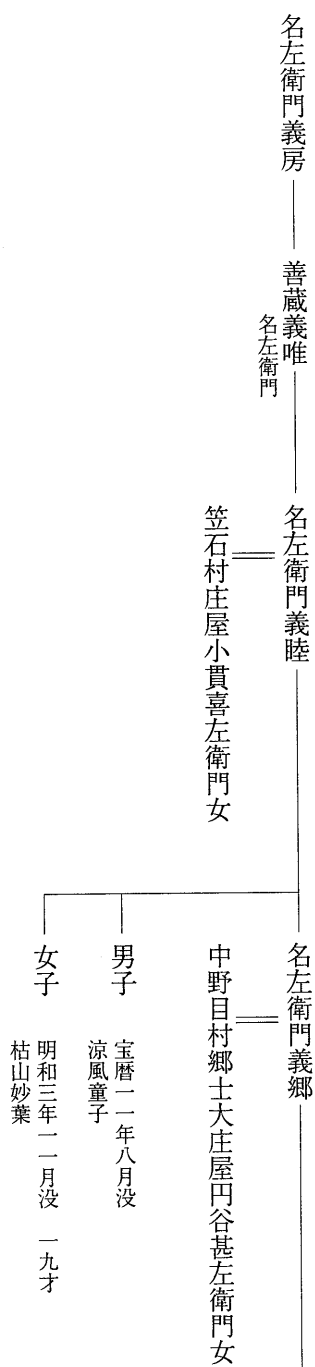 名左衛門義房
善蔵義唯
名左衛門
名左衛門義睦
笠石村庄屋小貫喜左衛門女
名左衛門義郷
中野目村郷士大庄屋円谷甚左衛門女
男子
宝暦一一年八月没
涼風童子
女子
明和三年一一月没 一九才
枯山妙葉